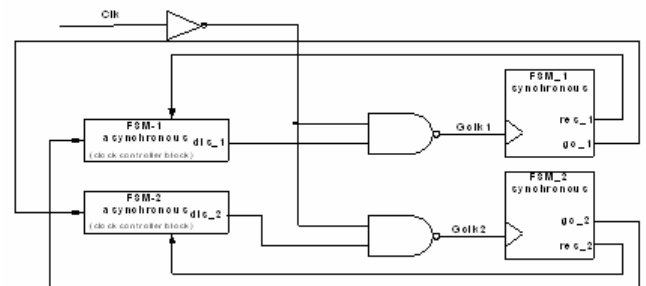 Clk
FSM_1
synchronous
res_1
go_1
FSM-1
asynchronous
dis_1
(clock controller block)
Gclk1
FSM_2
synchronous
go_2
res_2
FSM-2
asynchronous
dis_2
(clock controller block)
Gclk2